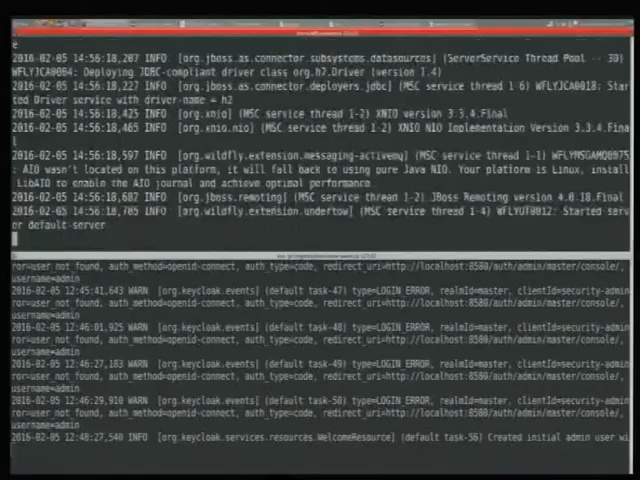 e
2016-02-05 14:56:18,207 INFO [org.jboss.as.connector.subsystems.datasources] (ServerService Thread Pool -- 39)
WFLYJCA0004: Deploying JDBC-compliant driver class org.h2.Driver (version 1.4)
2016-02-05 14:56:18,227 INFO [org.jboss.as.connector.deployers.jdbc] (MSC service thread 1-6) WFLYJCA0018: Star
ted Driver service with driver-name = h2
2016-02-05 14:56:18,425 INFO [org.xnio] (MSC service thread 1-2) XNIO version 3.3.4.Final
2016-02-05 14:56:18,465 INFO [org.xnio.nio] (MSC service thread 1-2) XNIO NIO Implementation Version 3.3.4.Fina
l
2016-02-05 14:56:18,597 INFO [org.wildfly.extension.messaging-activemq] (MSC service thread 1-1) WFLYMSGAMQ0075
: AIO wasn't located on this platform, it will fall back to using pure Java NIO. Your platform is Linux, install
LibAIO to enable the AIO journal and achieve optimal performance.
2016-02-05 14:56:18,687 INFO [org.jboss.remoting] (MSC service thread 1-2) JBoss Remoting version 4.0.18.Final
2016-02-05 14:56:18,705 INFO [org.wildfly.extension.undertow] (MSC service thread 1-4) WFLYUT0012: Started serv
er default-server
ror=user_not_found, auth_method=openid-connect, auth_type=code, redirect_uri=http://localhost:8580/auth/admin/master/console/,
username=admin
2016-02-05 12:45:41,643 WARN [org.keycloak.events] (default task-47) type=LOGIN_ERROR, realmId=master, clientId=security-admin
ror=user_not_found, auth_method=openid-connect, auth_type=code, redirect_uri=http://localhost:8580/auth/admin/master/console/,
username=admin
2016-02-05 12:46:01,925 WARN [org.keycloak.events] (default task-48) type=LOGIN_ERROR, realmId=master, clientId=security-admin
ror=user_not_found, auth_method=openid-connect, auth_type=code, redirect_uri=http://localhost:8580/auth/admin/master/console/,
username=admin
2016-02-05 12:46:27,183 WARN [org.keycloak.events] (default task-49) type=LOGIN_ERROR, realmId=master, clientId=security-admin
ror=user_not_found, auth_method=openid-connect, auth_type=code, redirect_uri=http://localhost:8580/auth/admin/master/console/,
username=admin
2016-02-05 12:46:29,910 WARN [org.keycloak.events] (default task-50) type=LOGIN_ERROR, realmId=master, clientId=security-admin
ror=user_not_found, auth_method=openid-connect, auth_type=code, redirect_uri=http://localhost:8580/auth/admin/master/console/,
username=admin
2016-02-05 12:48:27,540 INFO [org.keycloak.services.resources.WelcomeResource] (default task-56) Created initial admin user wi